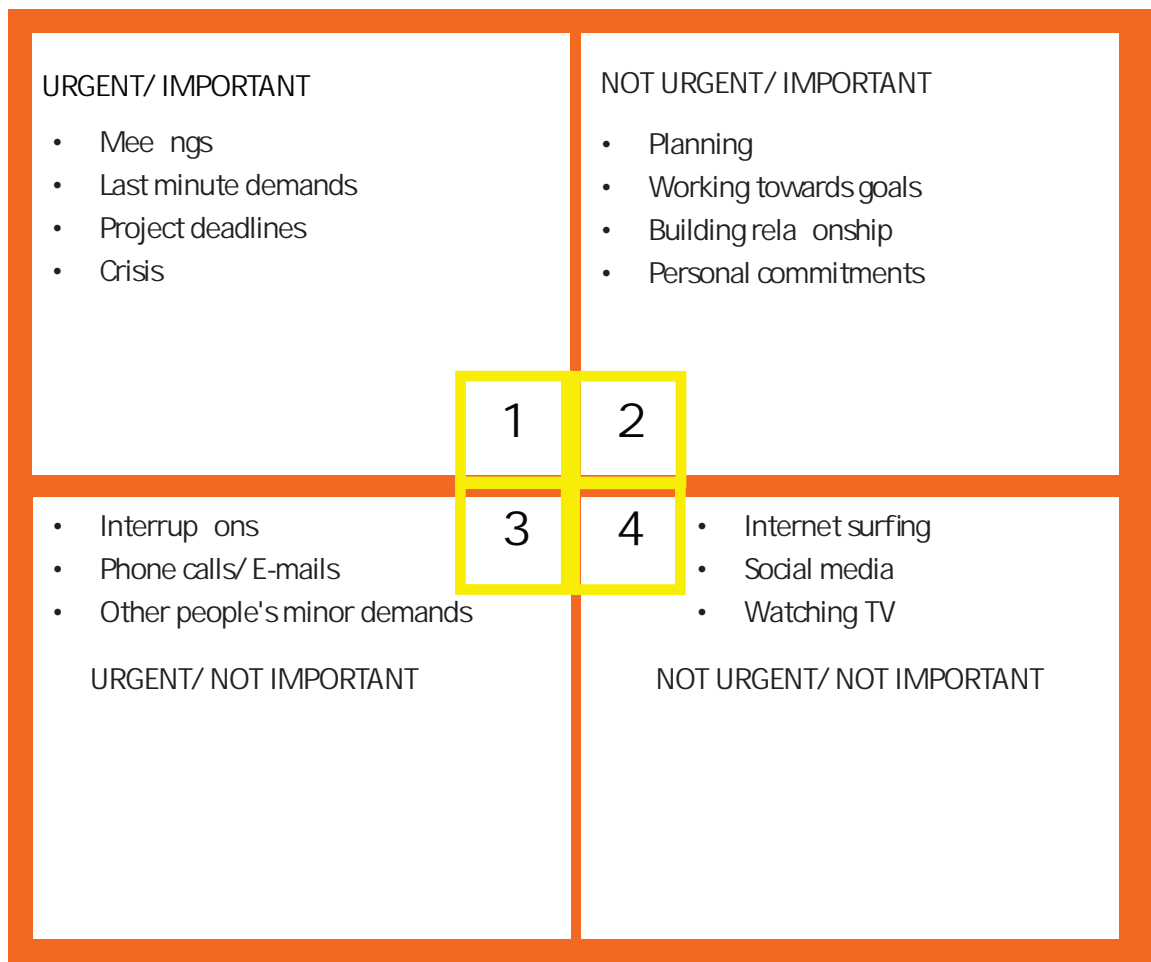 URGENT/ IMPORTANT
• Mee ngs
• Last minute demands
• Project deadlines
• Crisis
NOT URGENT/ IMPORTANT
• Planning
• Working towards goals
• Building rela onship
• Personal commitments
1
2
3
4
• Interrup ons
• Phone calls/ E-mails
• Other people's minor demands
URGENT/ NOT IMPORTANT
• Internet surfing
• Social media
• Watching TV
NOT URGENT/ NOT IMPORTANT